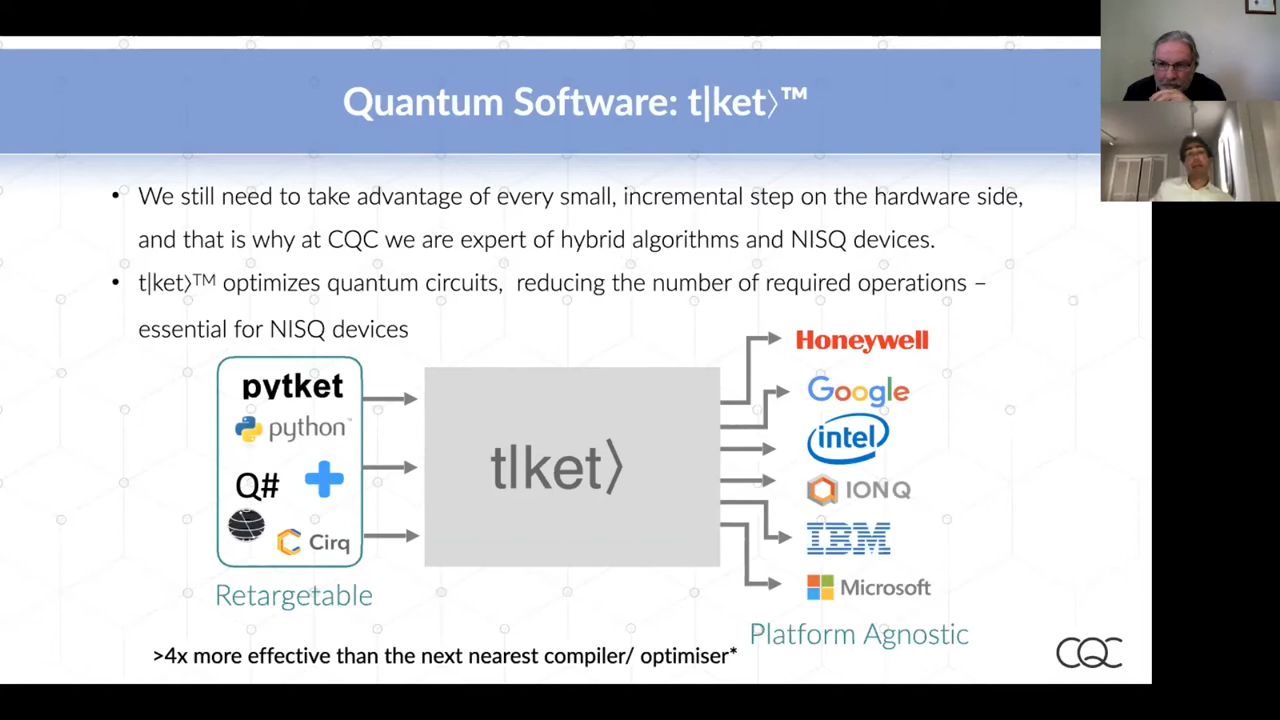 Quantum Software: t|ket⟩™
• We still need to take advantage of every small, incremental step on the hardware side,
and that is why at CQC we are expert of hybrid algorithms and NISQ devices.
• t|ket⟩™ optimizes quantum circuits, reducing the number of required operations –
essential for NISQ devices
pytket
python™
Q#
Cirq
Retargetable
t|ket⟩
Honeywell
Google
intel
IONQ
IBM
Microsoft
Platform Agnostic
>4x more effective than the next nearest compiler/ optimiser*
CQC